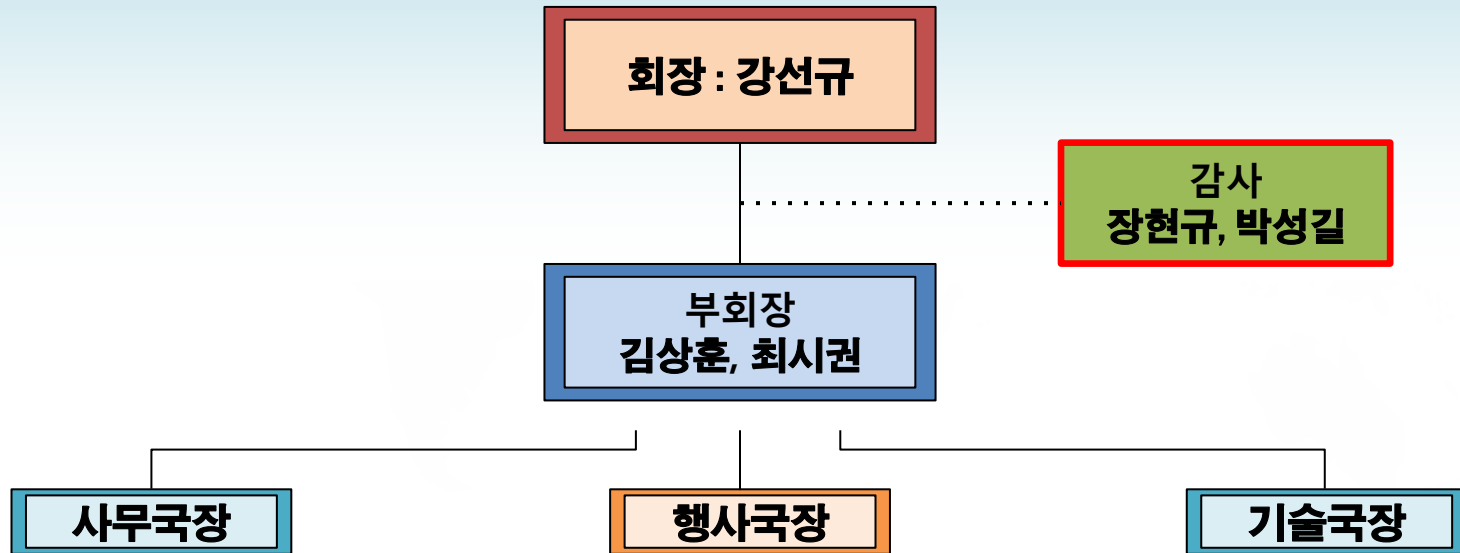 회장 : 강선규
감사
장현규, 박성길
부회장
김상훈, 최시권
사무국장
행사국장
기술국장